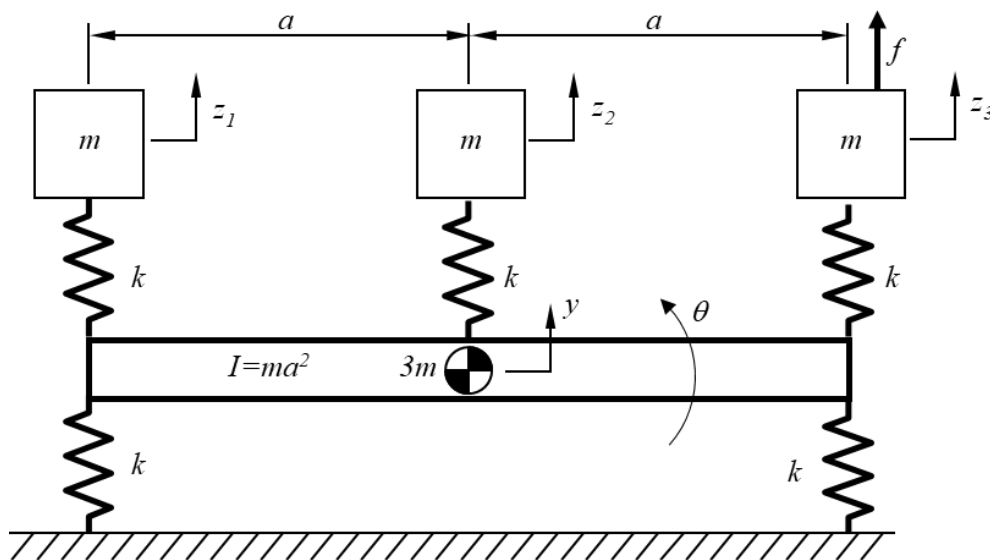 a a
f
z₁ z₂ z₃
m m m
k k k
y θ
I=ma² 3m
k k